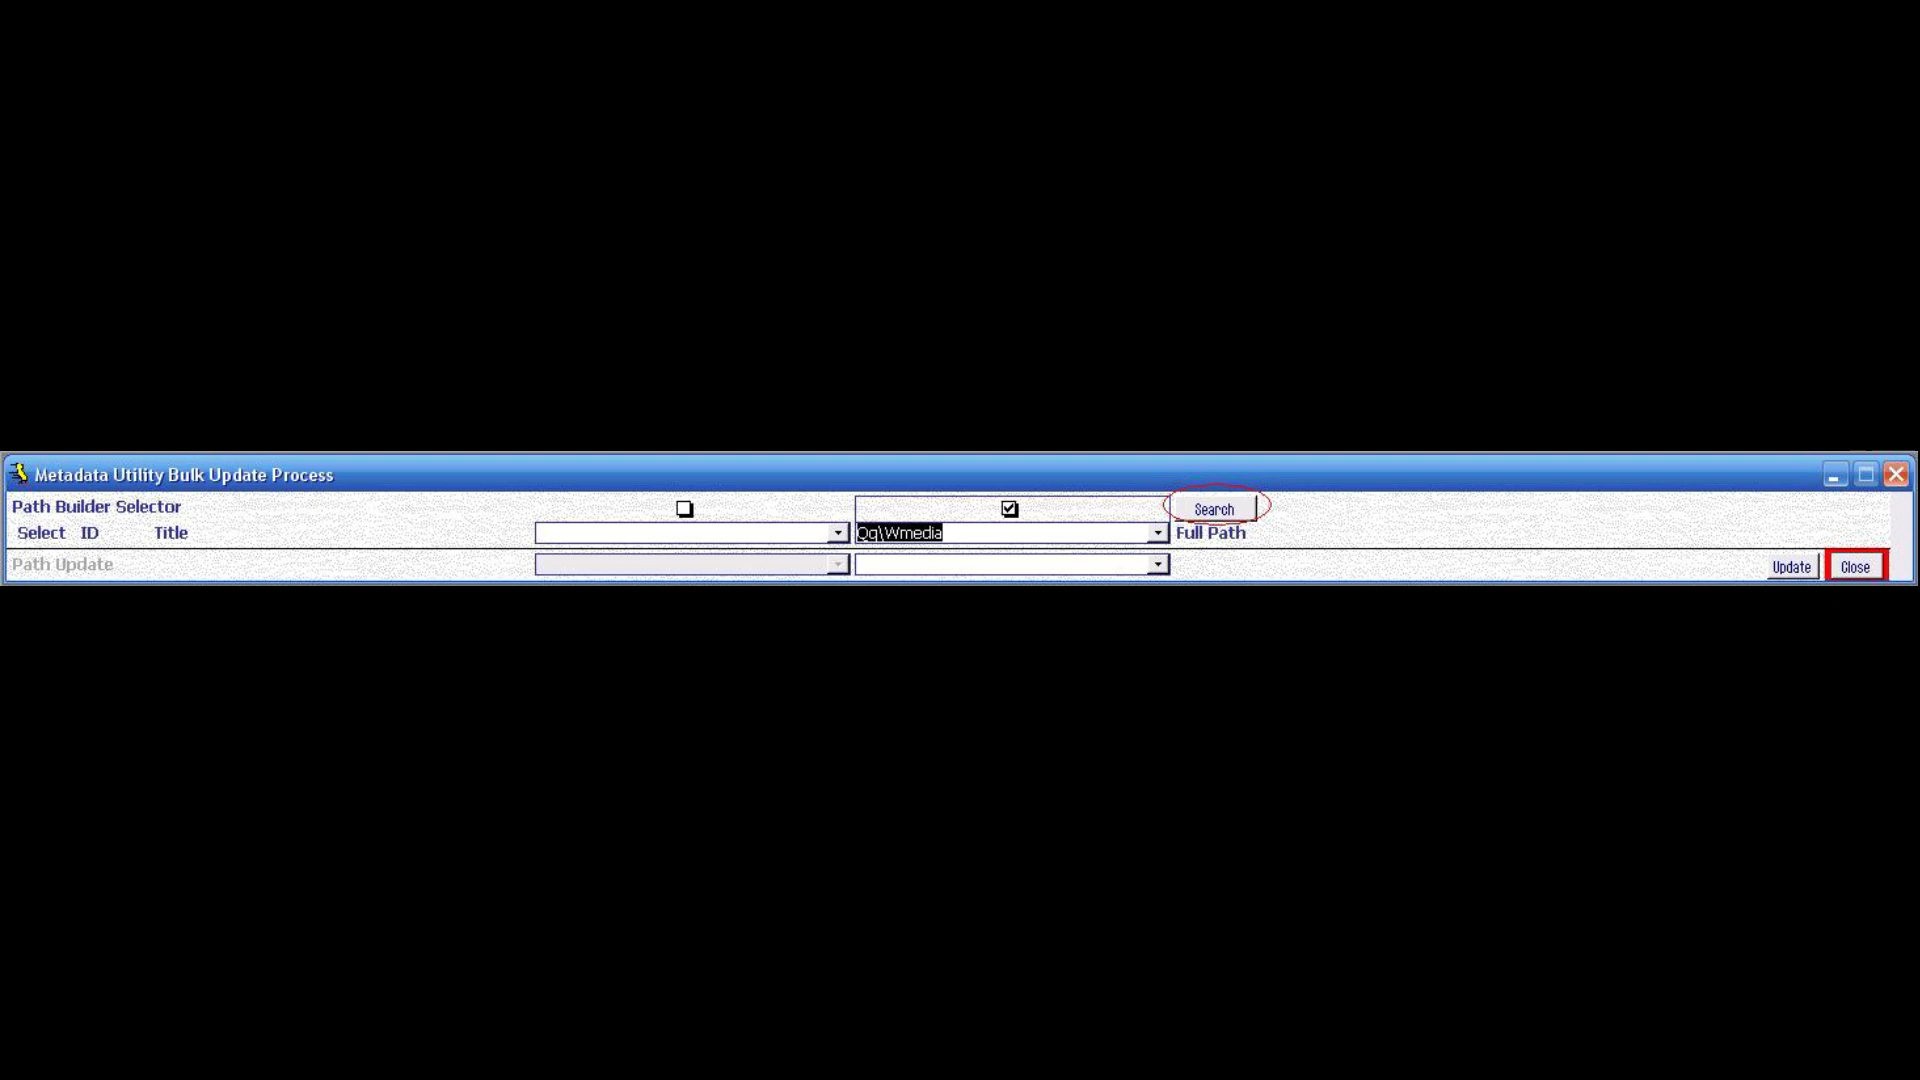 Metadata Utility Bulk Update Process
Path Builder Selector
Search
Select ID Title
Qq\Wmedia
Full Path
Path Update
Update
Close